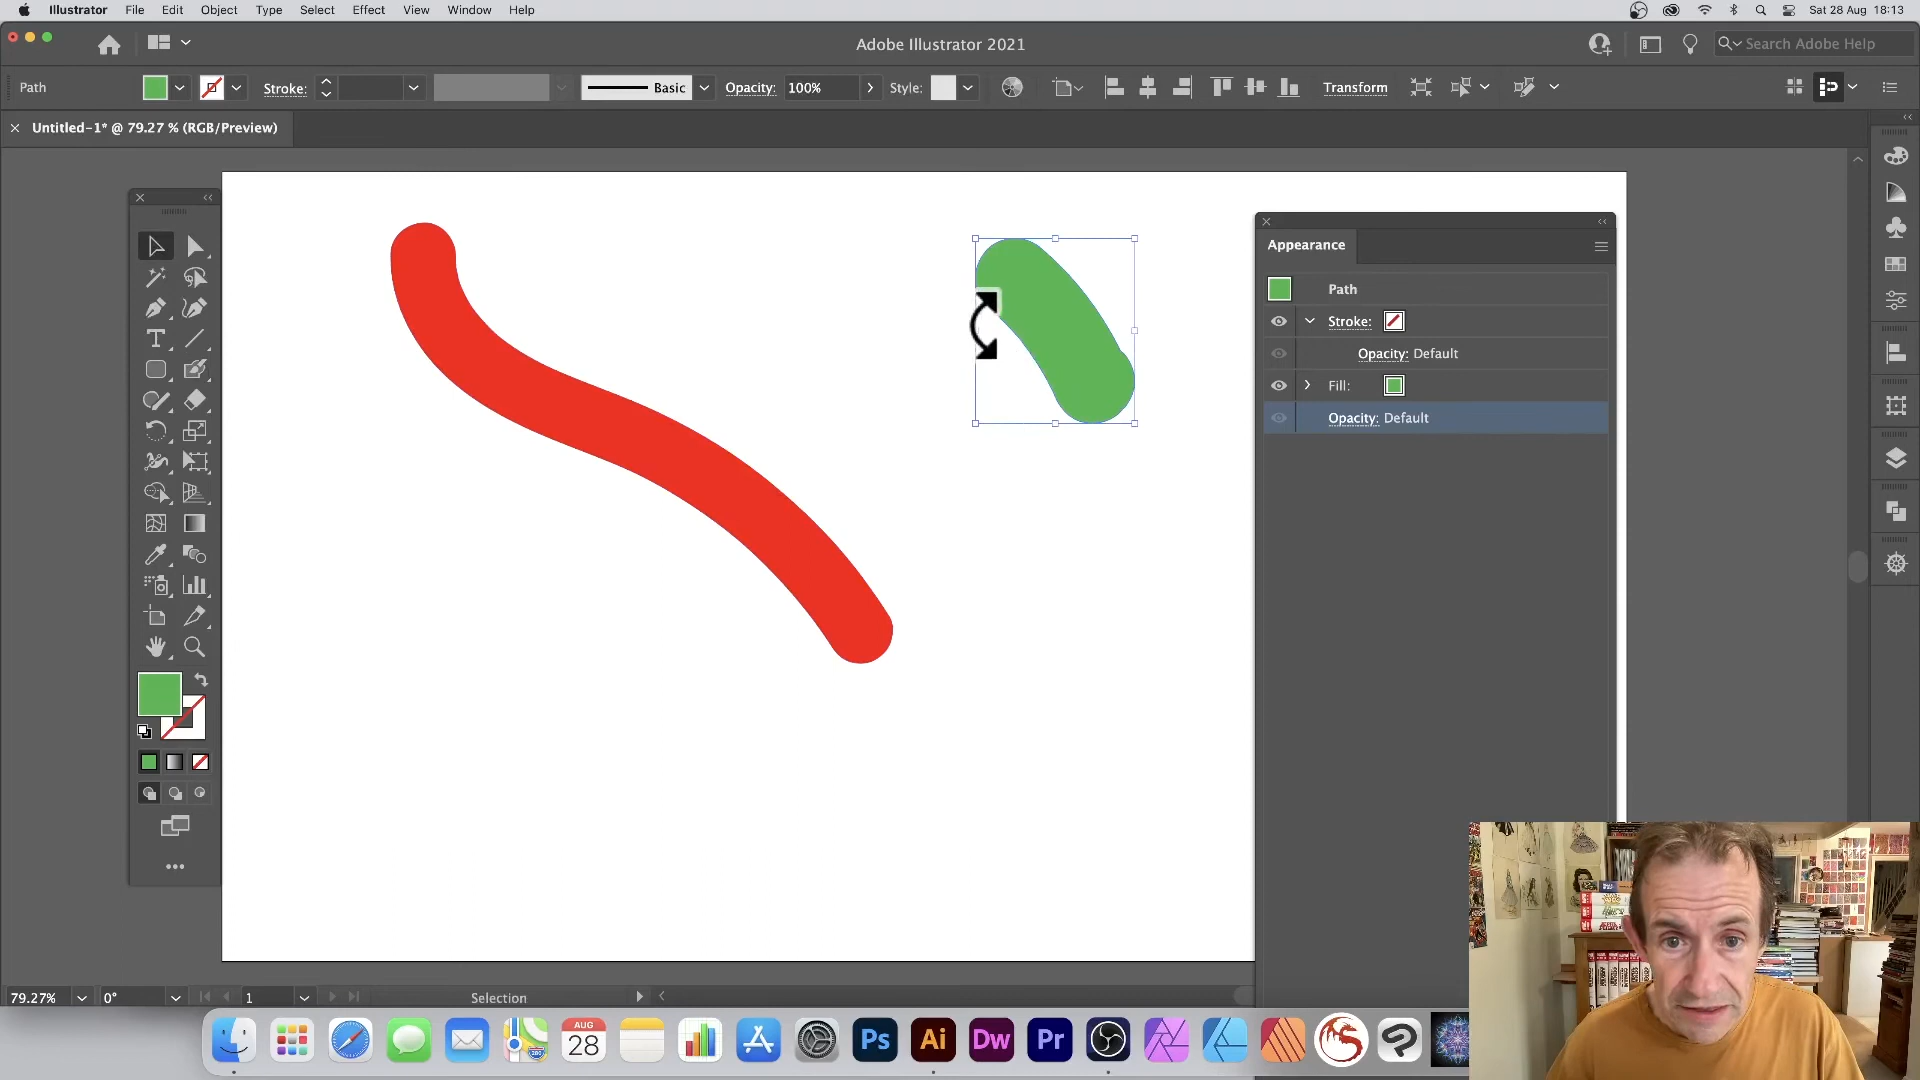 Illustrator File Edit Object Type Select Effect View Window Help Sat 28 Aug 18:13
Adobe Illustrator 2021
Search Adobe Help
Path Stroke: Basic Opacity: 100% Style: Transform
Untitled-1* @ 79.27 % (RGB/Preview)
Appearance
Path
Stroke:
Opacity: Default
Fill:
Opacity: Default
79.27% 0° 1 Selection
AUG
28
280
Ps Ai Dw Pr